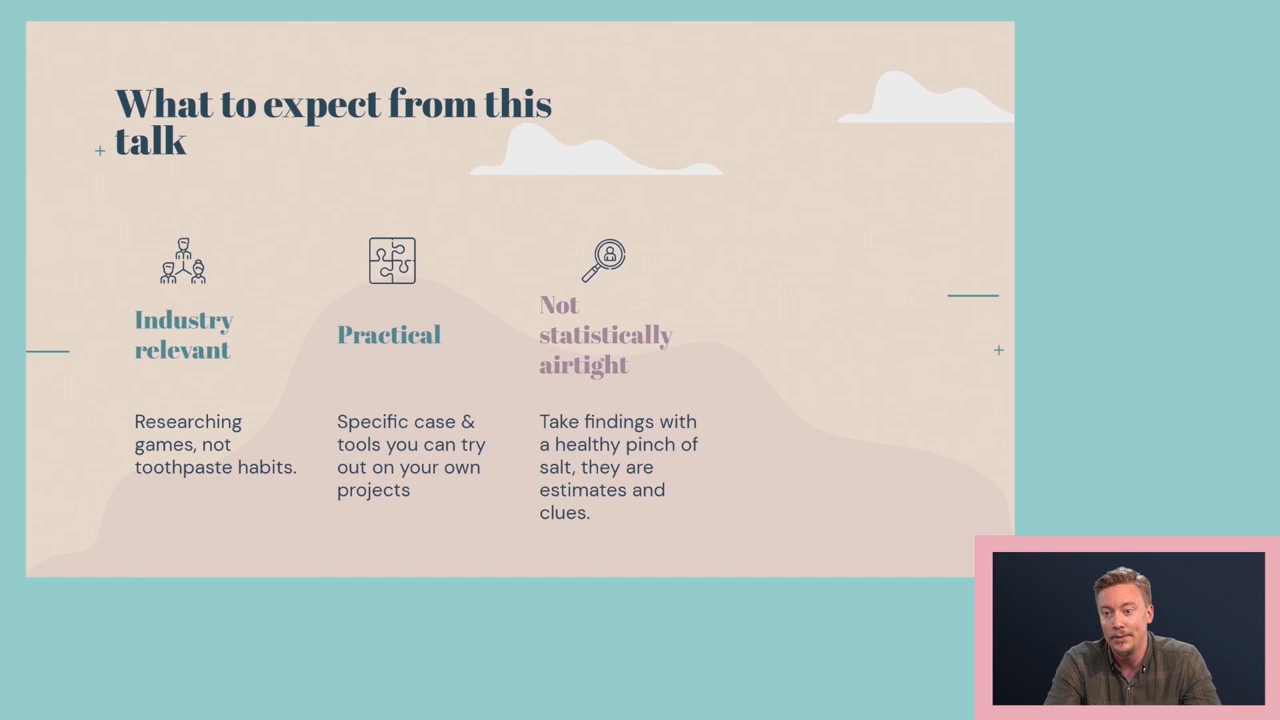 What to expect from this
talk
Industry
relevant
Researching
games, not
toothpaste habits.
Practical
Specific case &
tools you can try
out on your own
projects
Not
statistically
airtight
Take findings with
a healthy pinch of
salt, they are
estimates and
clues.